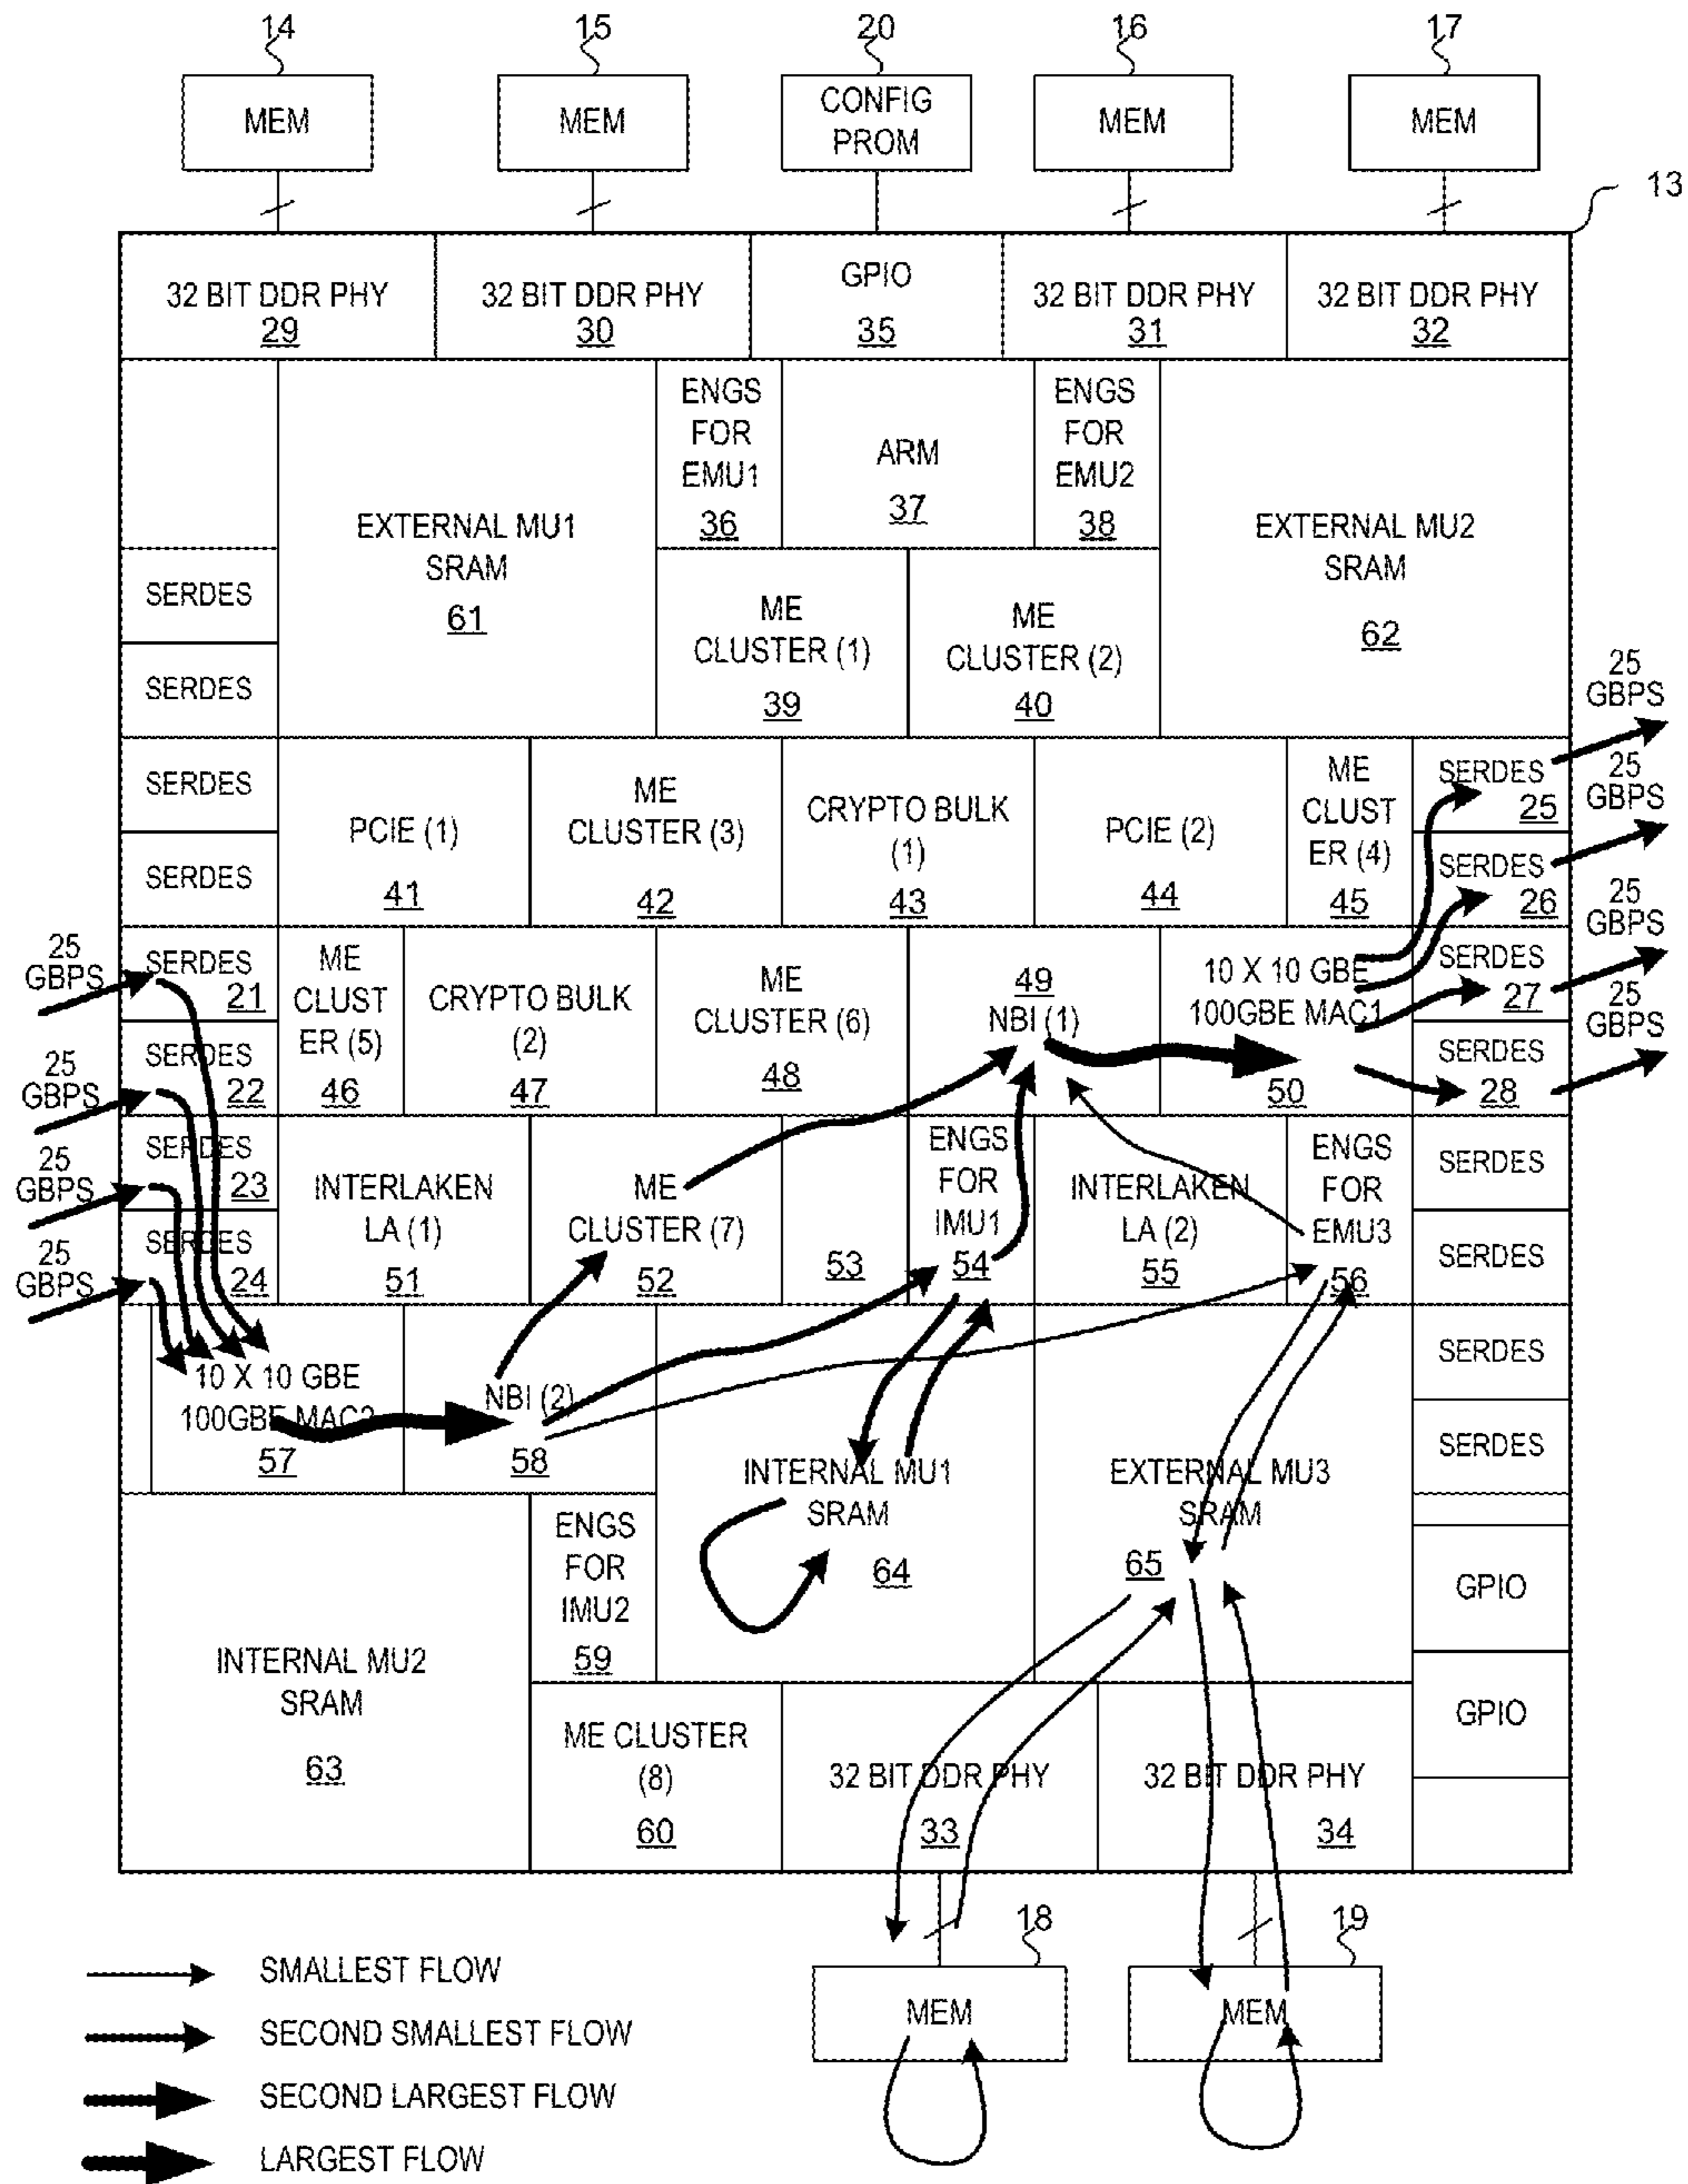 14
15
20
16
17
MEM
MEM
CONFIG
PROM
MEM
MEM
13
32 BIT DDR PHY
29
32 BIT DDR PHY
30
GPIO
35
32 BIT DDR PHY
31
32 BIT DDR PHY
32
EXTERNAL MU1
SRAM
61
ENGS
FOR
EMU1
36
ARM
37
ENGS
FOR
EMU2
38
EXTERNAL MU2
SRAM
62
SERDES
SERDES
ME
CLUSTER (1)
39
ME
CLUSTER (2)
40
SERDES
SERDES
PCIE (1)
41
ME
CLUSTER (3)
42
CRYPTO BULK
(1)
43
PCIE (2)
44
ME
CLUST
ER (4)
45
SERDES
25
SERDES
26
25
GBPS
25
GBPS
25
GBPS
25
GBPS
25
GBPS
25
GBPS
25
GBPS
25
GBPS
SERDES
21
SERDES
22
ME
CLUST
ER (5)
46
CRYPTO BULK
(2)
47
ME
CLUSTER (6)
48
49
NBI (1)
10 X 10 GBE
100GBE MAC1
50
SERDES
27
SERDES
28
SERDES
23
SERDES
24
INTERLAKEN
LA (1)
51
ME
CLUSTER (7)
52
53
ENGS
FOR
IMU1
54
INTERLAKEN
LA (2)
55
ENGS
FOR
EMU3
56
SERDES
SERDES
10 X 10 GBE
100GBE MAC2
57
NBI (2)
58
INTERNAL MU1
SRAM
64
EXTERNAL MU3
SRAM
65
SERDES
SERDES
INTERNAL MU2
SRAM
63
ENGS
FOR
IMU2
59
GPIO
GPIO
ME CLUSTER
(8)
60
32 BIT DDR PHY
33
32 BIT DDR PHY
34
18
19
MEM
MEM
SMALLEST FLOW
SECOND SMALLEST FLOW
SECOND LARGEST FLOW
LARGEST FLOW